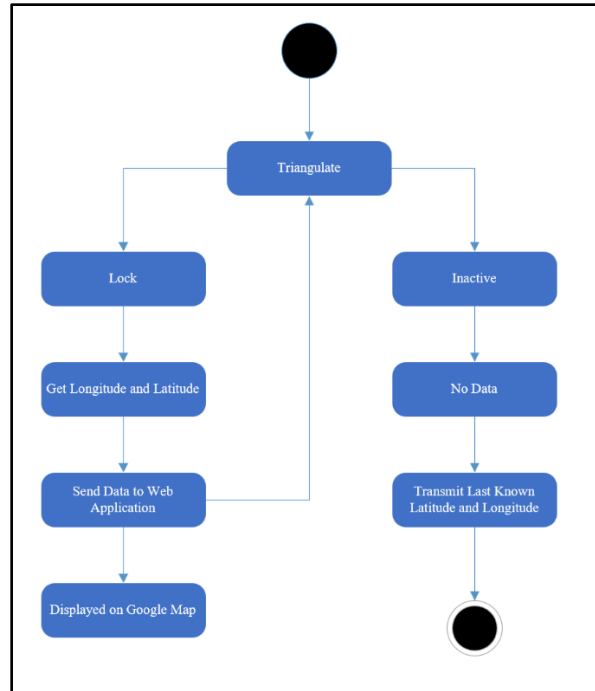 Triangulate
Lock
Inactive
Get Longitude and Latitude
No Data
Send Data to Web
Application
Transmit Last Known
Latitude and Longitude
Displayed on Google Map